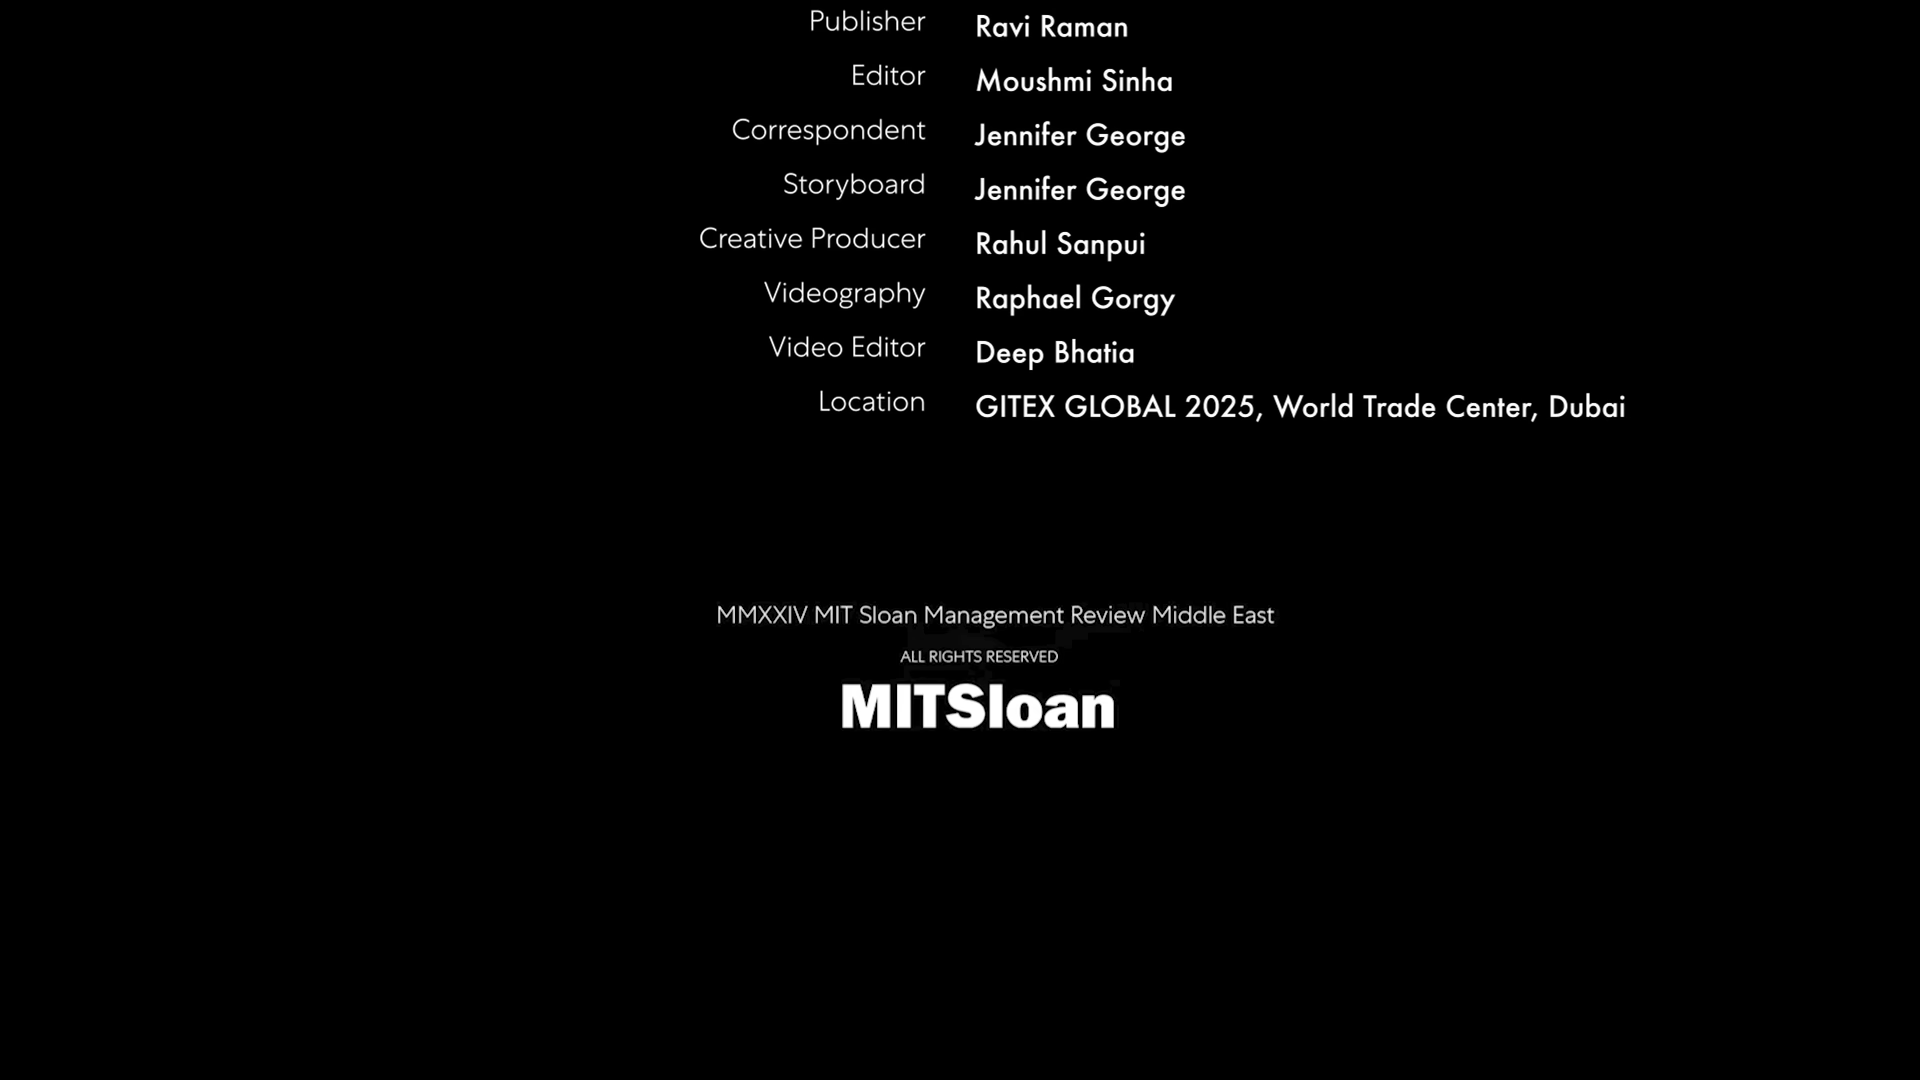 Publisher Ravi Raman
Editor Moushmi Sinha
Correspondent Jennifer George
Storyboard Jennifer George
Creative Producer Rahul Sanpui
Videography Raphael Gorgy
Video Editor Deep Bhatia
Location GITEX GLOBAL 2025, World Trade Center, Dubai
MMXXIV MIT Sloan Management Review Middle East
ALL RIGHTS RESERVED
MITSloan